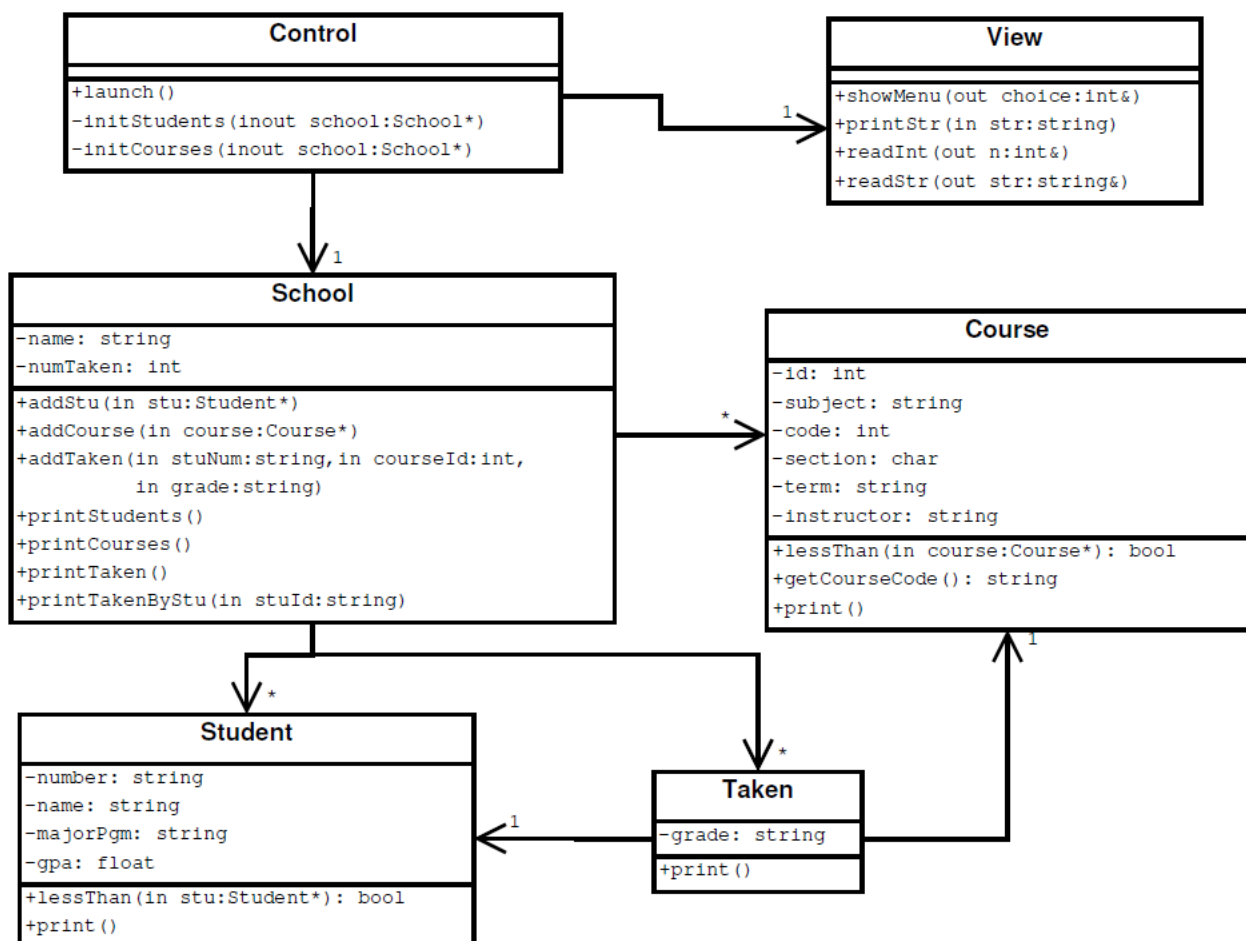 Control
+launch()
-initStudents(inout school:School*)
-initCourses(inout school:School*)
View
+showMenu(out choice:int&)
+printStr(in str:string)
+readInt(out n:int&)
+readStr(out str:string&)
1
1
School
-name: string
-numTaken: int
+addStu(in stu:Student*)
+addCourse(in course:Course*)
+addTaken(in stuNum:string,in courseId:int,
in grade:string)
+printStudents()
+printCourses()
+printTaken()
+printTakenByStu(in stuId:string)
*
Course
-id: int
-subject: string
-code: int
-section: char
-term: string
-instructor: string
+lessThan(in course:Course*): bool
+getCourseCode(): string
+print()
1
*
*
Student
-number: string
-name: string
-majorPgm: string
-gpa: float
+lessThan(in stu:Student*): bool
+print()
1
Taken
-grade: string
+print()